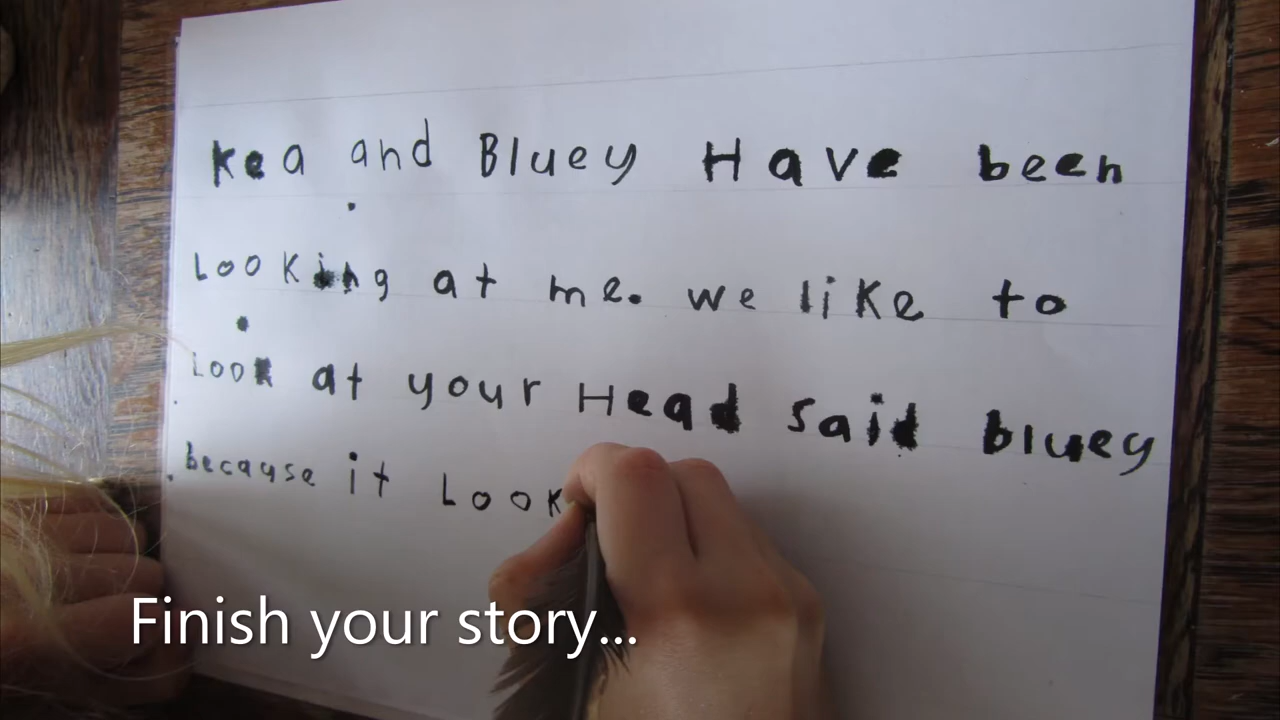 Kea and Bluey Have been
Looking at me. we like to
Look at your Head said bluey
because it Look
Finish your story...